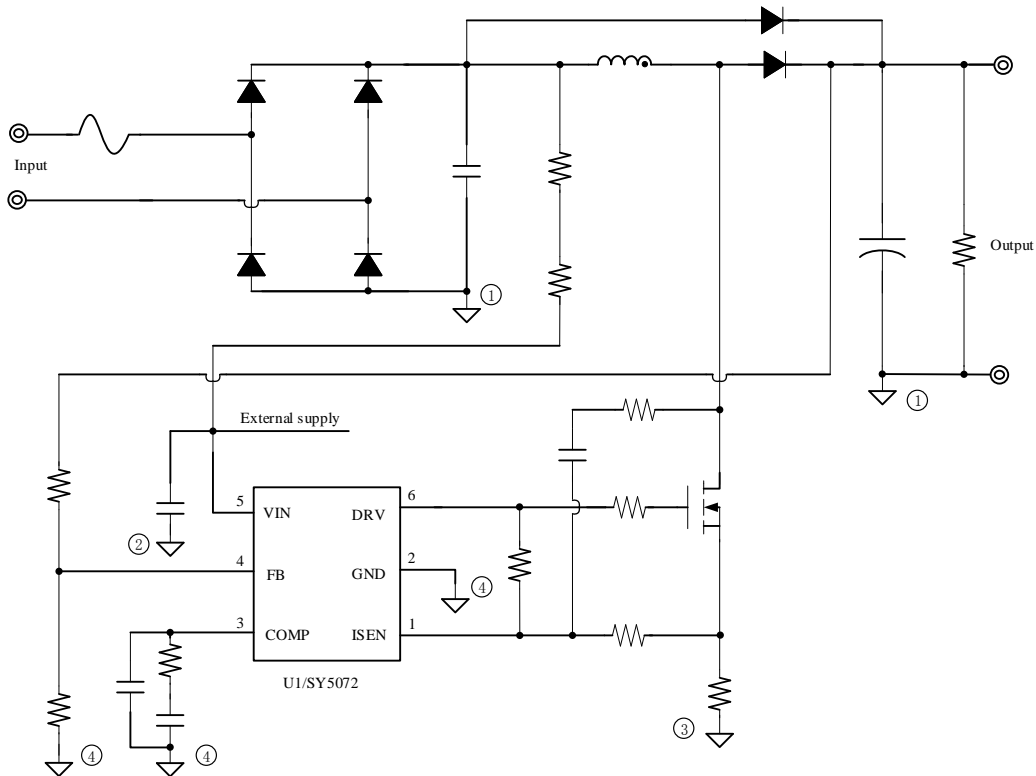 Input
①
Output
①
External supply
5
VIN
DRV
6
②
4
FB
GND
2
④
3
COMP
ISEN
1
U1/SY5072
③
④
④